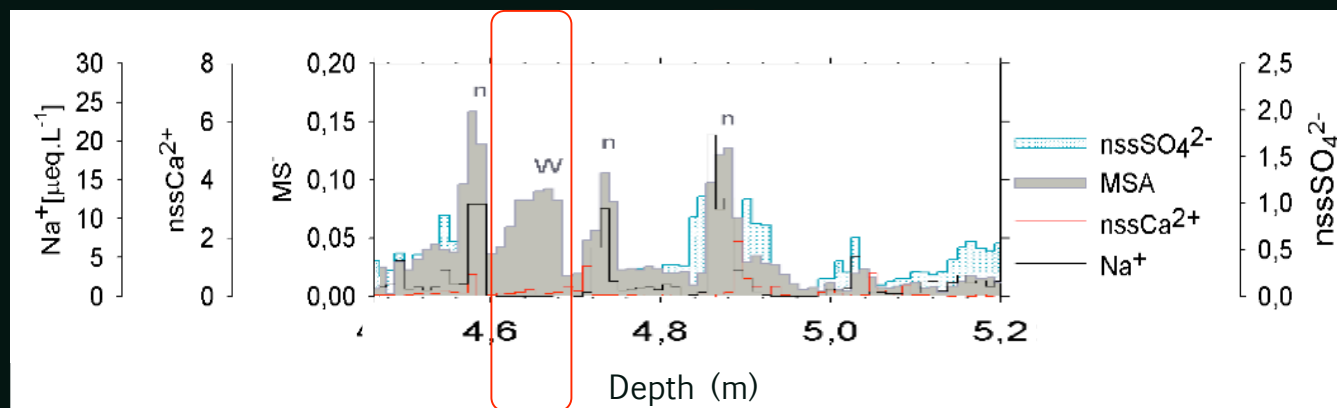 Na⁺[µeq.L⁻¹]
30
25
20
15
10
5
0
nssCa²⁺
8
6
4
2
0
MS⁻
0,20
0,15
0,10
0,05
0,00
n
W
n
n
4,6
4,8
5,0
5,2
Depth (m)
nssSO₄²⁻
MSA
nssCa²⁺
Na⁺
2,5
2,0
1,5
1,0
0,5
0,0
nssSO₄²⁻